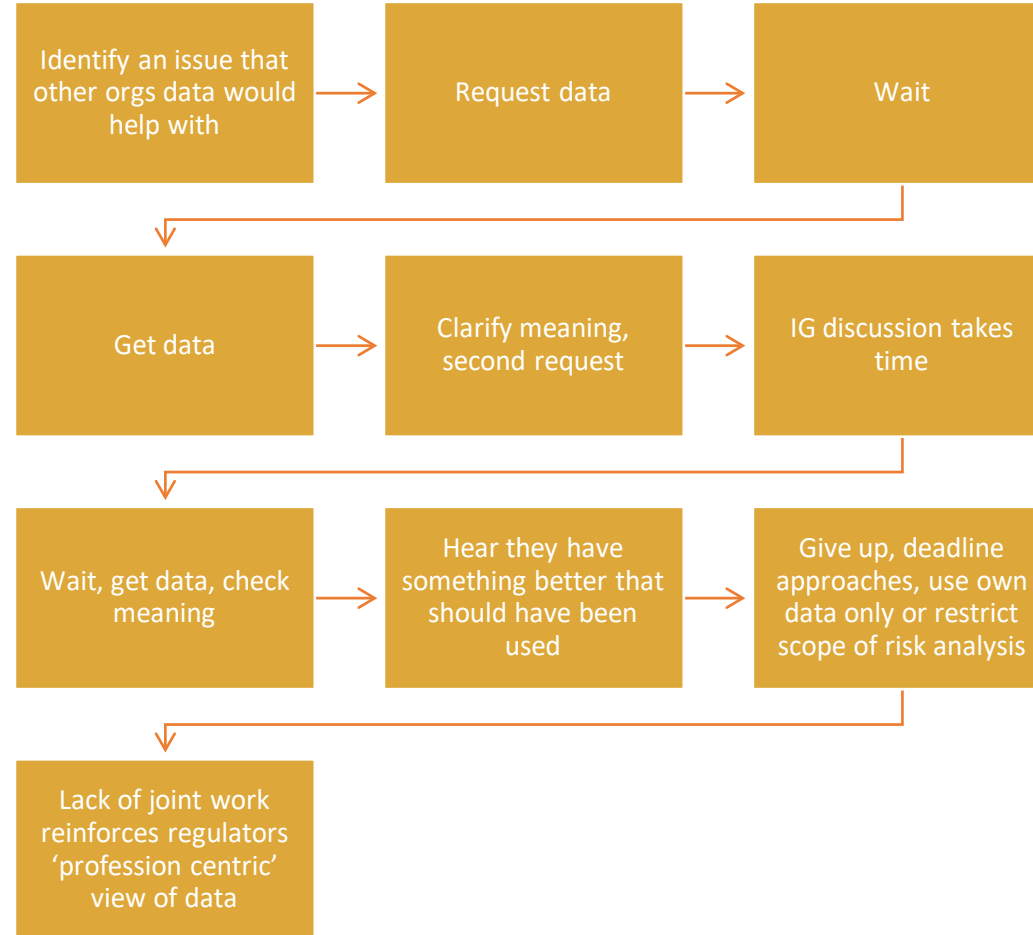 Identify an issue that
other orgs data would
help with
Request data
Wait
Get data
Clarify meaning,
second request
IG discussion takes
time
Wait, get data, check
meaning
Hear they have
something better that
should have been
used
Give up, deadline
approaches, use own
data only or restrict
scope of risk analysis
Lack of joint work
reinforces regulators
‘profession centric’
view of data